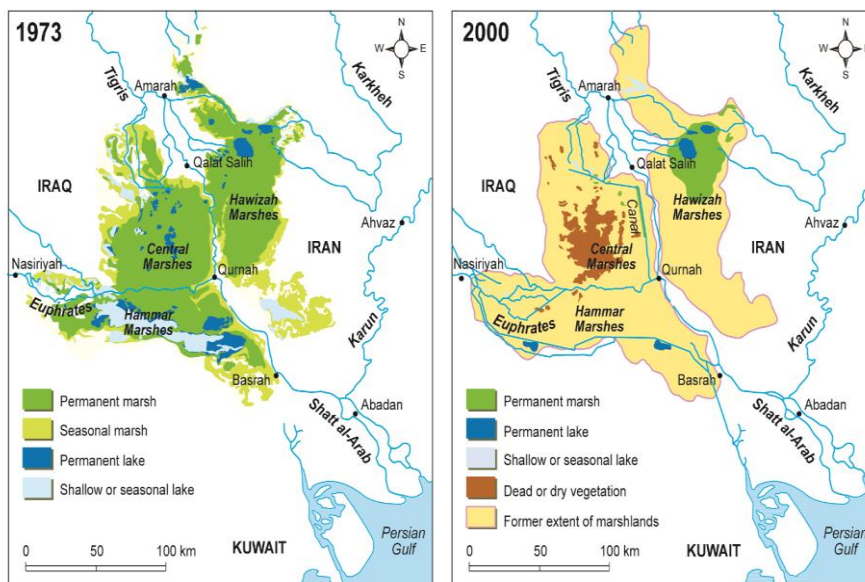 1973
N
W E
S
Tigris
Amarah
Karkheh
Qalat Salih
IRAQ
Hawizah
Marshes
Ahvaz
IRAN
Central
Marshes
Nasiriyah
Qurnah
Euphrates
Hammar
Marshes
Karun
Basrah
Abadan
Shatt al-Arab
Permanent marsh
Seasonal marsh
Permanent lake
Shallow or seasonal lake
KUWAIT
Persian
Gulf
0 50 100 km
2000
N
W E
S
Tigris
Amarah
Karkheh
Qalat Salih
IRAQ
Hawizah
Marshes
Canal
Ahvaz
IRAN
Central
Marshes
Nasiriyah
Qurnah
Euphrates
Hammar
Marshes
Karun
Basrah
Abadan
Shatt al-Arab
Permanent marsh
Permanent lake
Shallow or seasonal lake
Dead or dry vegetation
Former extent of marshlands
KUWAIT
Persian
Gulf
0 50 100 km